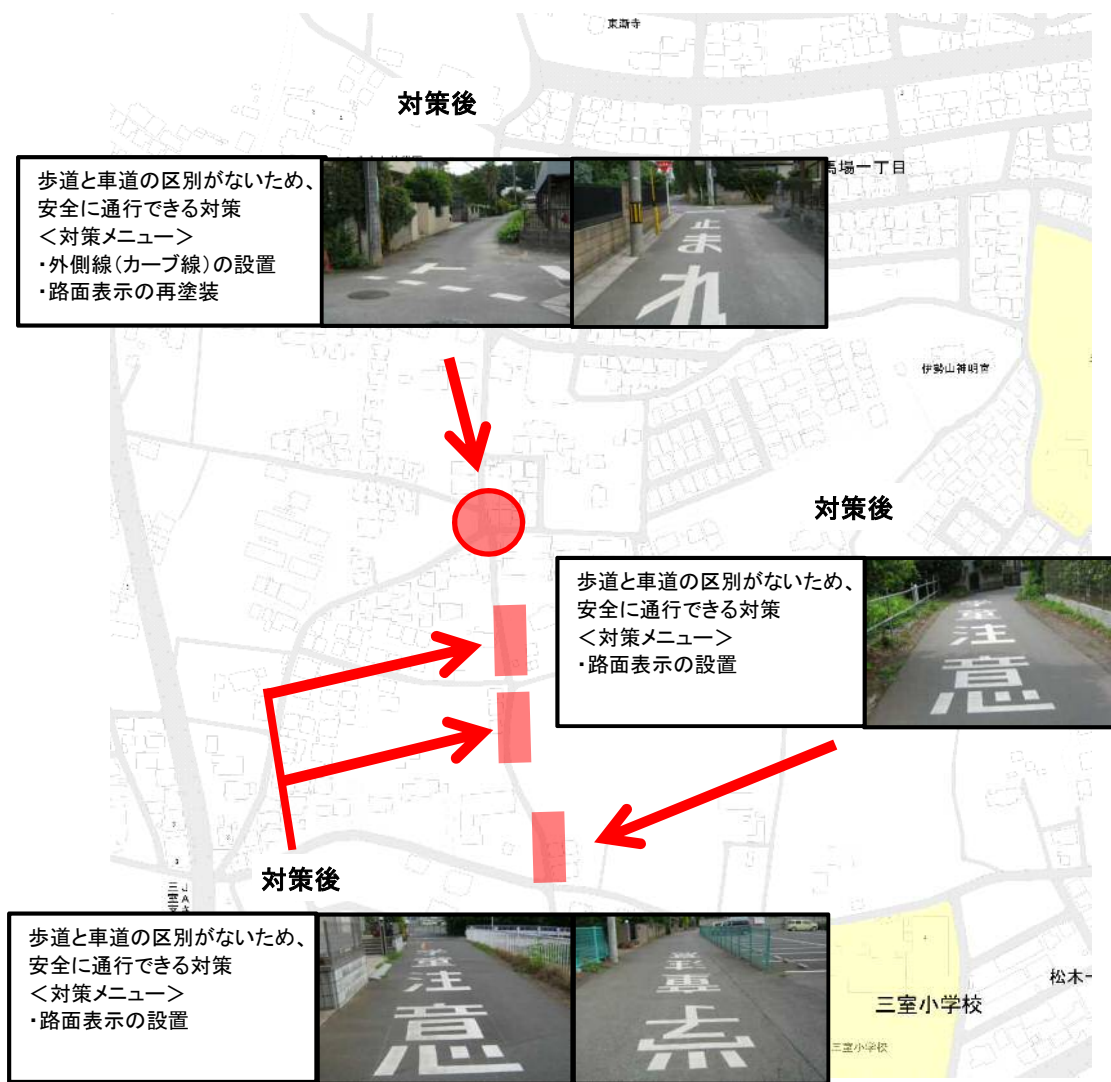 東漸寺
対策後
歩道と車道の区別がないため、
安全に通行できる対策
<対策メニュー>
・外側線(カーブ線)の設置
・路面表示の再塗装
止まれ
馬場一丁目
伊勢山神明宮
対策後
歩道と車道の区別がないため、
安全に通行できる対策
<対策メニュー>
・路面表示の設置
注意
対策後
歩道と車道の区別がないため、
安全に通行できる対策
<対策メニュー>
・路面表示の設置
注意
松木一
三室小学校
三室小学校